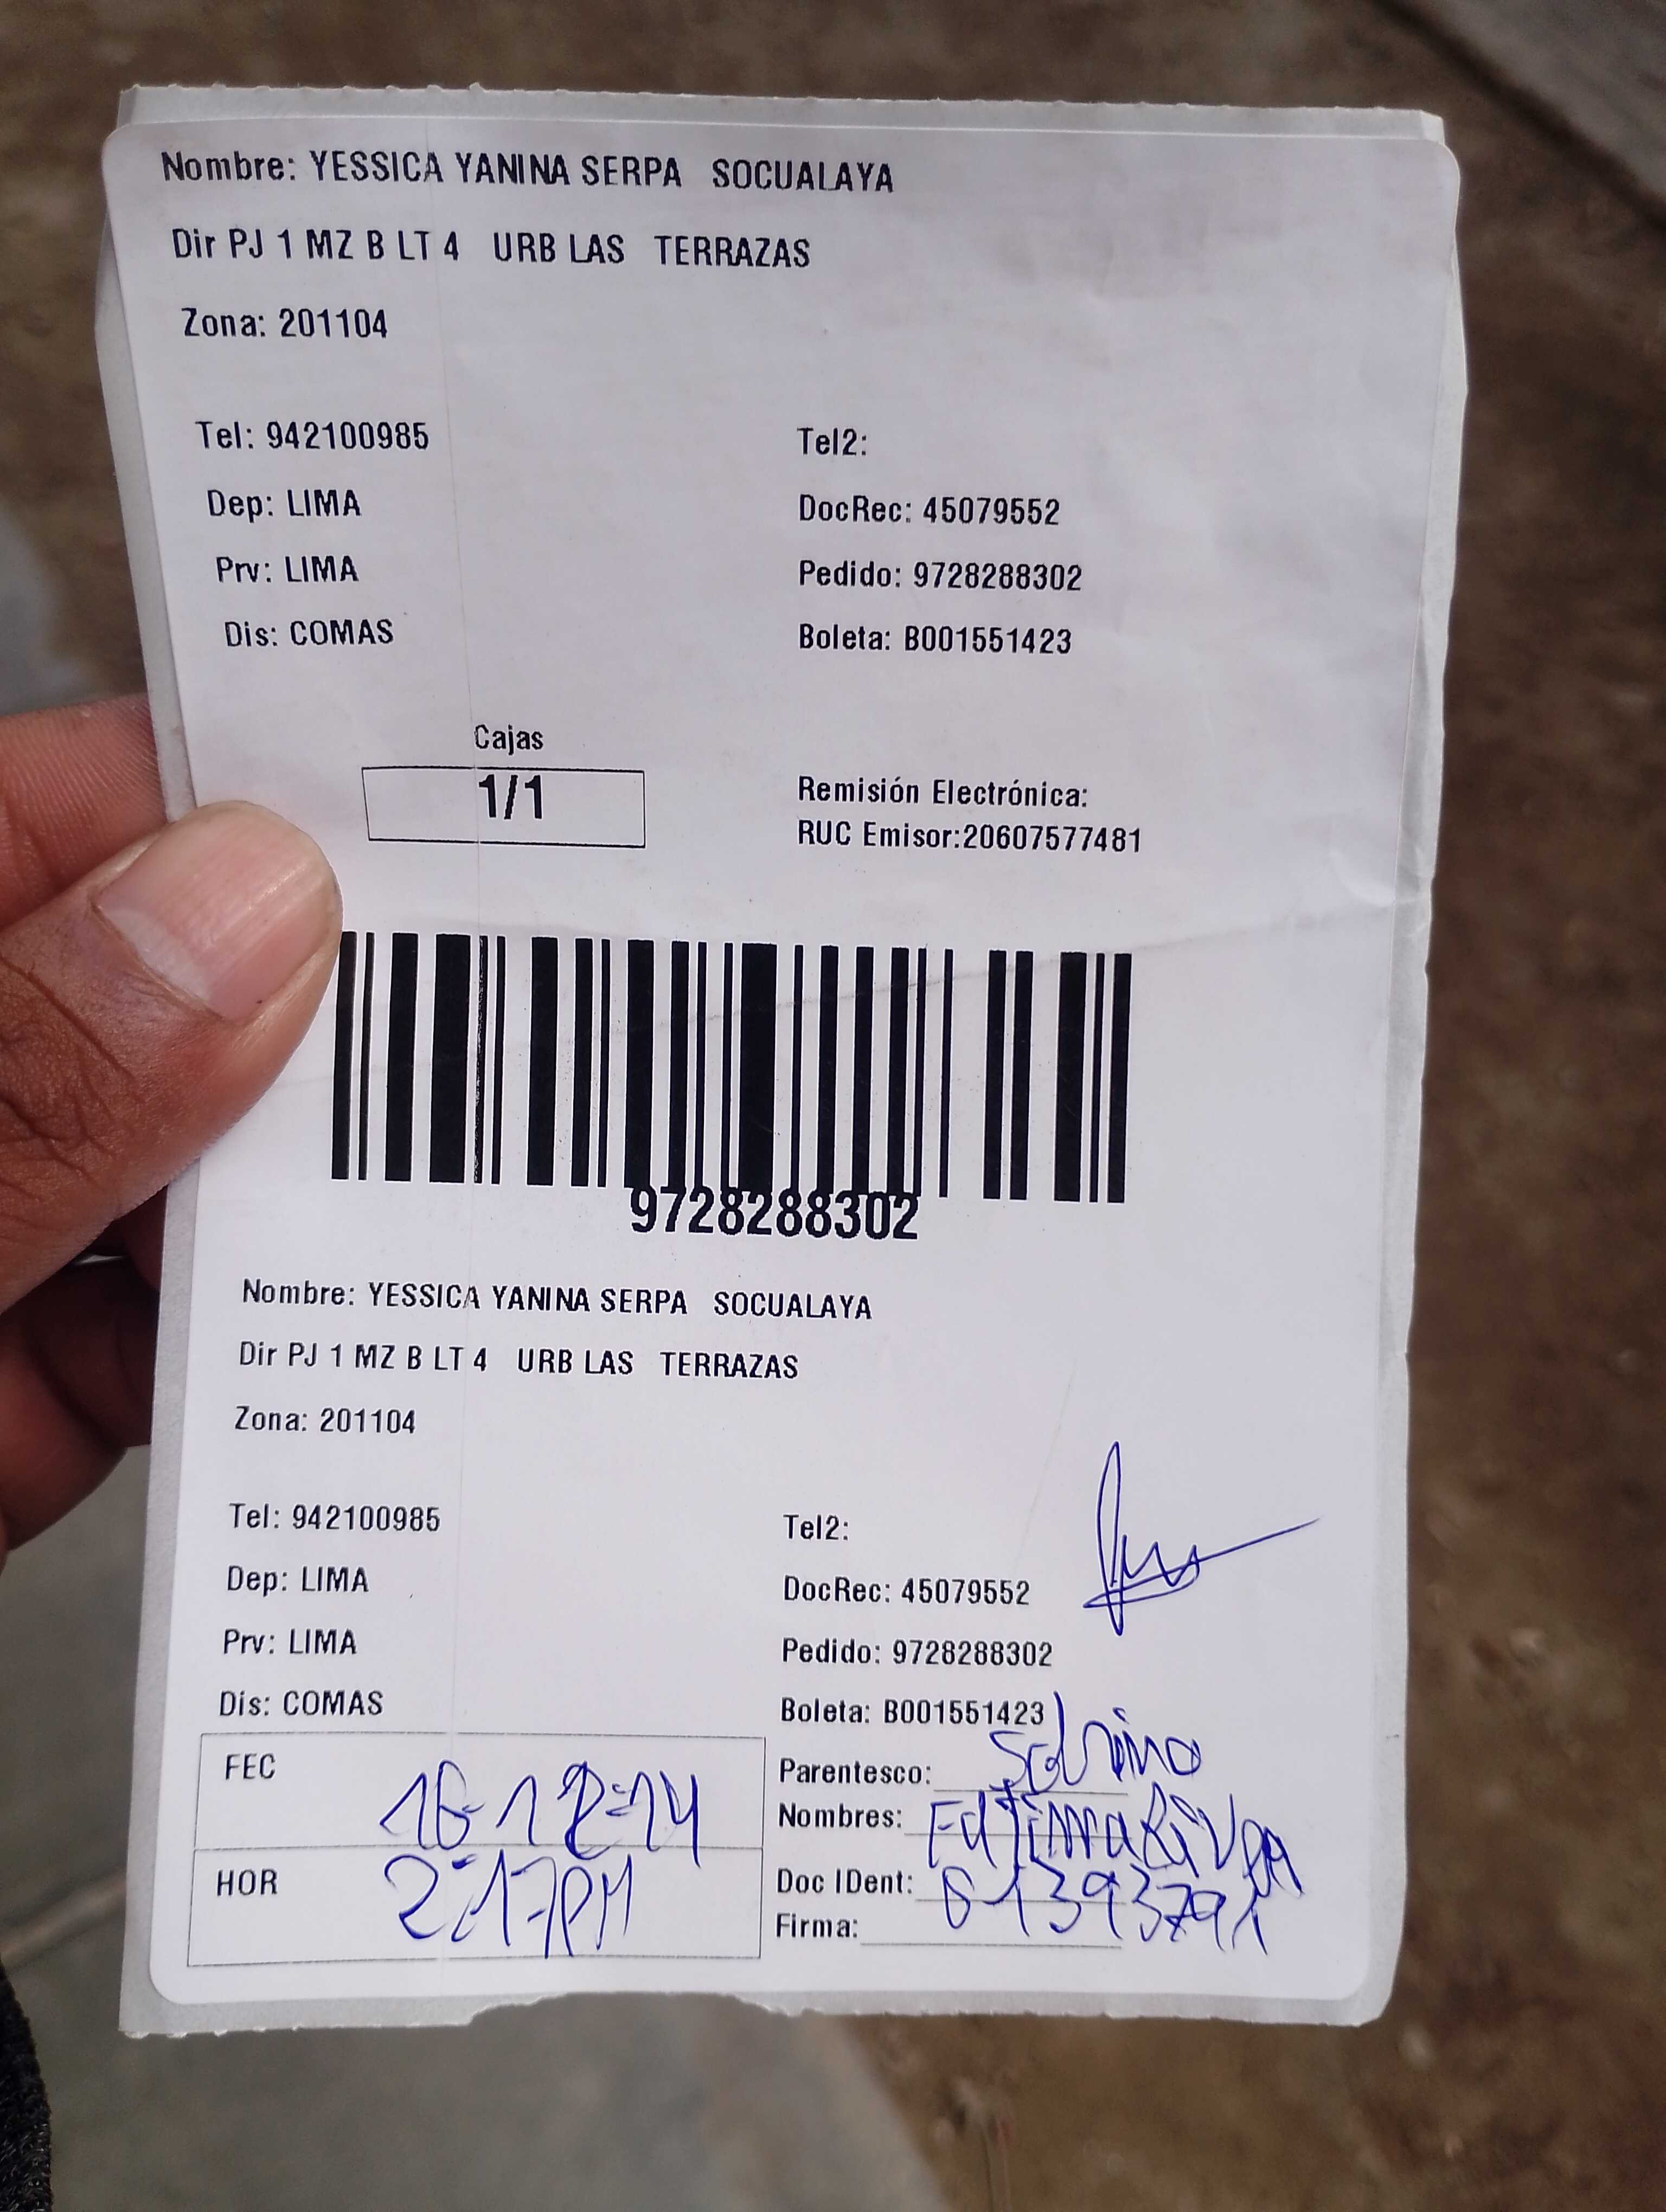 Nombre: YESSICA YANINA SERPA SOCUALAYA
Dir PJ 1 MZ B LT 4 URB LAS TERRAZAS
Zona: 201104
Tel: 942100985
Tel2:
Dep: LIMA
DocRec: 45079552
Prv: LIMA
Pedido: 9728288302
Dis: COMAS
Boleta: B001551423
Cajas
1/1
Remisión Electrónica:
RUC Emisor:20607577481
9728288302
Nombre: YESSICA YANINA SERPA SOCUALAYA
Dir PJ 1 MZ B LT 4 URB LAS TERRAZAS
Zona: 201104
Tel: 942100985
Tel2:
Dep: LIMA
DocRec: 45079552
Prv: LIMA
Pedido: 9728288302
Dis: COMAS
Boleta: B001551423
FEC
Parentesco: Sobrino
Nombres:
HOR 2:17PM
Doc IDent:
Firma: